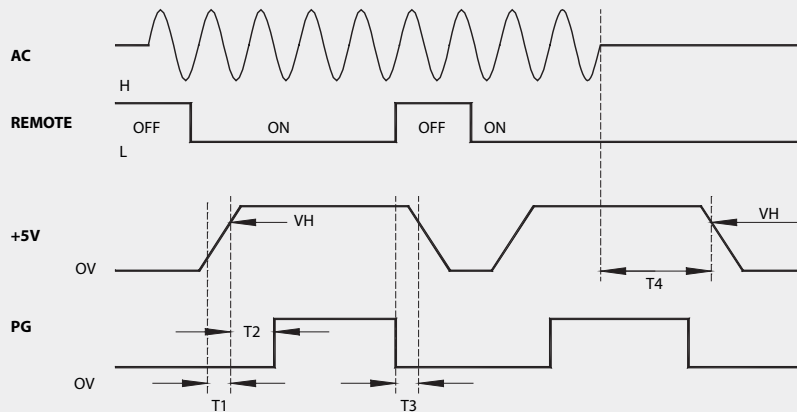 AC
H
REMOTE
OFF ON OFF ON
L
VH VH
+5V
OV
T4
PG
T2
OV
T1 T3